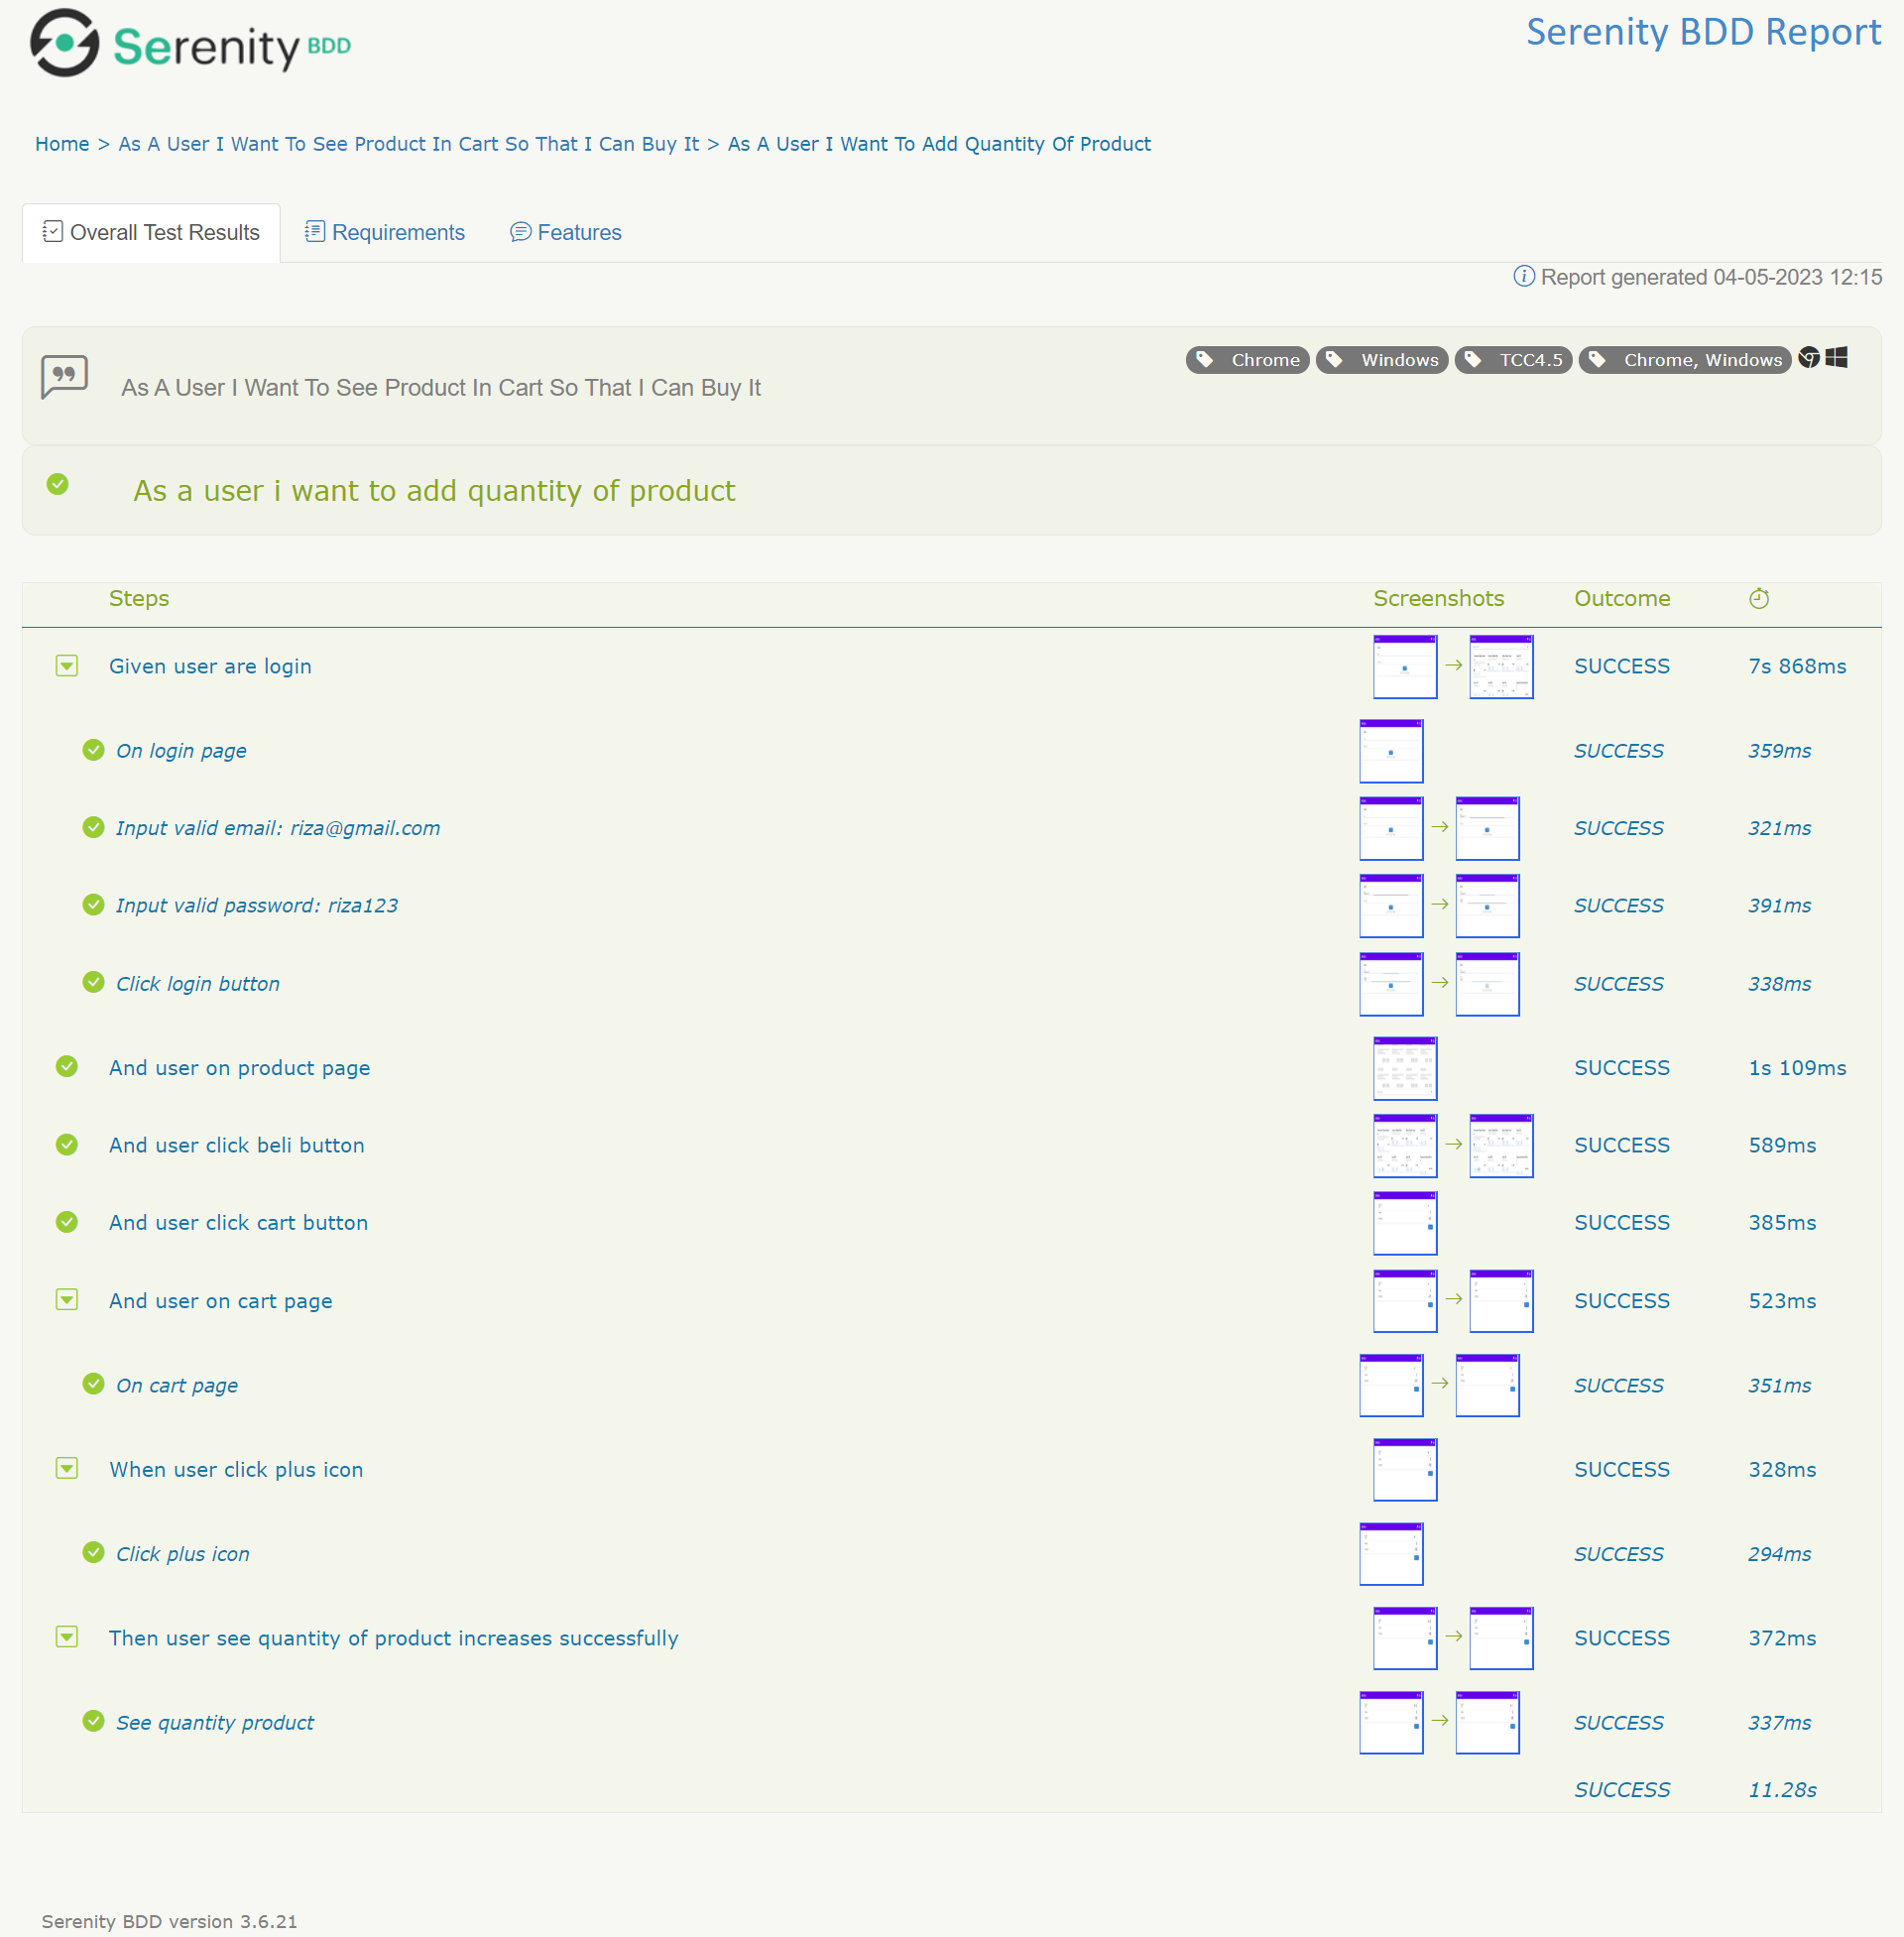 Serenity BDD
Serenity BDD Report
Home > As A User I Want To See Product In Cart So That I Can Buy It > As A User I Want To Add Quantity Of Product
Overall Test Results Requirements Features
Report generated 04-05-2023 12:15
Chrome Windows TCC4.5 Chrome, Windows
As A User I Want To See Product In Cart So That I Can Buy It
As a user i want to add quantity of product
Steps Screenshots Outcome
Given user are login SUCCESS 7s 868ms
On login page SUCCESS 359ms
Input valid email: riza@gmail.com SUCCESS 321ms
Input valid password: riza123 SUCCESS 391ms
Click login button SUCCESS 338ms
And user on product page SUCCESS 1s 109ms
And user click beli button SUCCESS 589ms
And user click cart button SUCCESS 385ms
And user on cart page SUCCESS 523ms
On cart page SUCCESS 351ms
When user click plus icon SUCCESS 328ms
Click plus icon SUCCESS 294ms
Then user see quantity of product increases successfully SUCCESS 372ms
See quantity product SUCCESS 337ms
SUCCESS 11.28s
Serenity BDD version 3.6.21